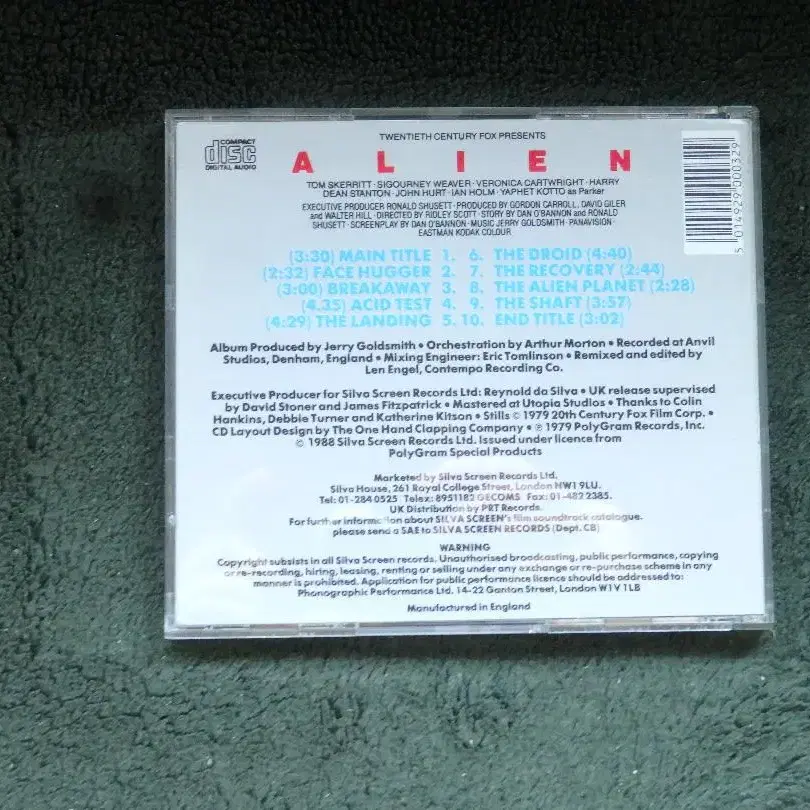 COMPACT
disc
DIGITAL AUDIO
TWENTIETH CENTURY FOX PRESENTS
A L I E N
TOM SKERRITT · SIGOURNEY WEAVER · VERONICA CARTWRIGHT · HARRY
DEAN STANTON · JOHN HURT · IAN HOLM · YAPHET KOTTO as Parker
EXECUTIVE PRODUCER RONALD SHUSETT · PRODUCED BY GORDON CARROLL, DAVID GILER
and WALTER HILL · DIRECTED BY RIDLEY SCOTT · STORY BY DAN O'BANNON and RONALD
SHUSETT · SCREENPLAY BY DAN O'BANNON · MUSIC JERRY GOLDSMITH · PANAVISION ·
EASTMAN KODAK COLOUR
5 014929 000329
(3:30) MAIN TITLE 1. 6. THE DROID (4:40)
(2:32) FACE HUGGER 2. 7. THE RECOVERY (2:44)
(3:00) BREAKAWAY 3. 8. THE ALIEN PLANET (2:28)
(4.35) ACID TEST 4. 9. THE SHAFT (3:57)
(4:29) THE LANDING 5. 10. END TITLE (3:02)
Album Produced by Jerry Goldsmith • Orchestration by Arthur Morton • Recorded at Anvil
Studios, Denham, England • Mixing Engineer: Eric Tomlinson • Remixed and edited by
Len Engel, Contempo Recording Co.
Executive Producer for Silva Screen Records Ltd: Reynold da Silva • UK release supervised
by David Stoner and James Fitzpatrick • Mastered at Utopia Studios • Thanks to Colin
Hankins, Debbie Turner and Katherine Kitson • Stills © 1979 20th Century Fox Film Corp. •
CD Layout Design by The One Hand Clapping Company • ℗ 1979 PolyGram Records, Inc.
© 1988 Silva Screen Records Ltd. Issued under licence from
PolyGram Special Products
Marketed by Silva Screen Records Ltd.
Silva House, 261 Royal College Street, London NW1 9LU.
Tel: 01-284 0525 Telex: 8951182 GECOMS Fax: 01-482 2385.
UK Distribution by PRT Records.
For further information about SILVA SCREEN's film soundtrack catalogue.
please send a SAE to SILVA SCREEN RECORDS (Dept. CB)
WARNING
Copyright subsists in all Silva Screen records. Unauthorised broadcasting, public performance, copying
or re-recording, hiring, leasing, renting or selling under any exchange or re-purchase scheme in any
manner is prohibited. Application for public performance licence should be addressed to:
Phonographic Performance Ltd. 14-22 Ganton Street, London W1V 1LB
Manufactured in England